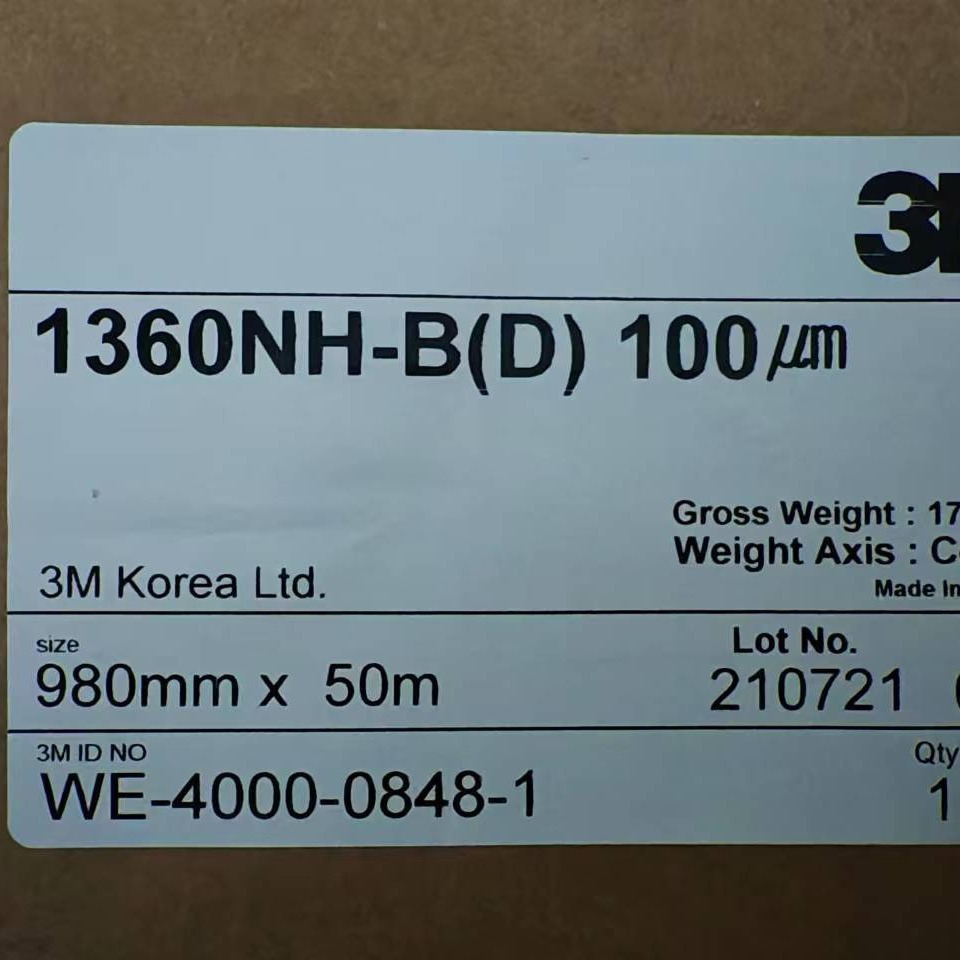 3M
1360NH-B(D) 100㎛
Gross Weight : 17
Weight Axis : C
3M Korea Ltd.
Made In
size
Lot No.
980mm x 50m
210721
3M ID NO
Qty
WE-4000-0848-1
1